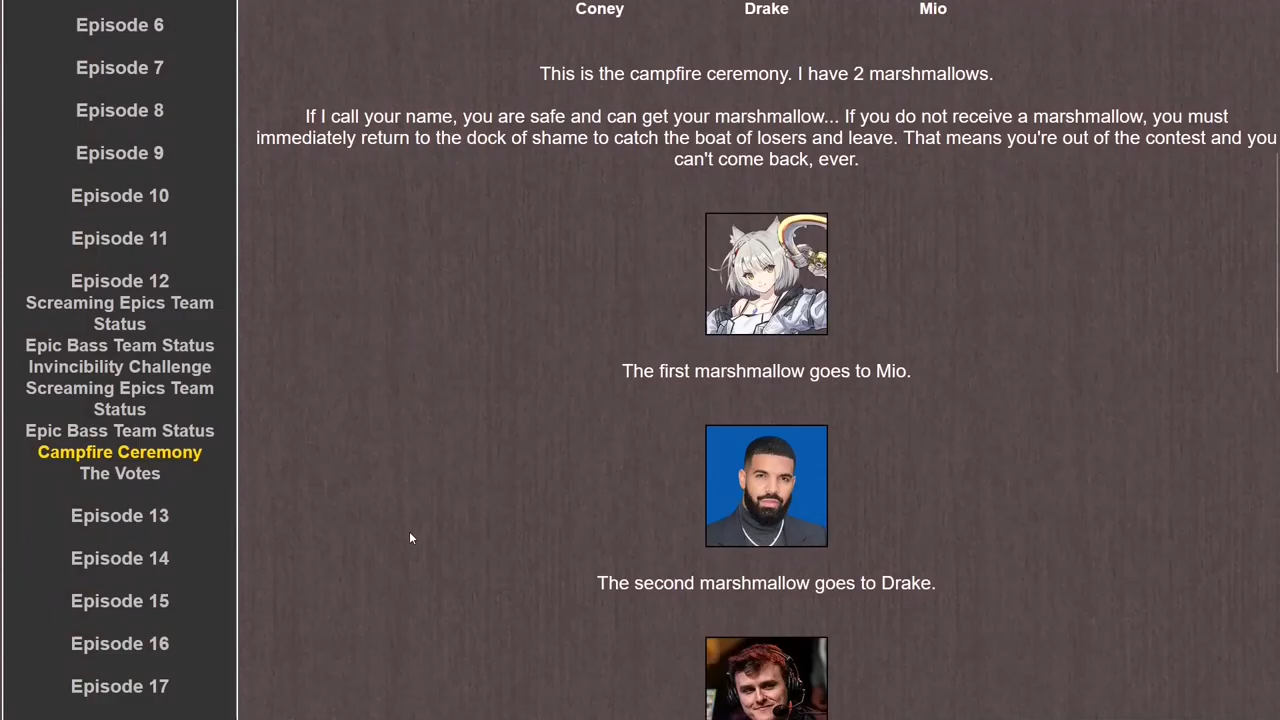 Episode 6
Episode 7
Episode 8
Episode 9
Episode 10
Episode 11
Episode 12
Screaming Epics Team
Status
Epic Bass Team Status
Invincibility Challenge
Screaming Epics Team
Status
Epic Bass Team Status
Campfire Ceremony
The Votes
Episode 13
Episode 14
Episode 15
Episode 16
Episode 17
Coney Drake Mio
This is the campfire ceremony. I have 2 marshmallows.
If I call your name, you are safe and can get your marshmallow... If you do not receive a marshmallow, you must
immediately return to the dock of shame to catch the boat of losers and leave. That means you're out of the contest and you
can't come back, ever.
The first marshmallow goes to Mio.
The second marshmallow goes to Drake.